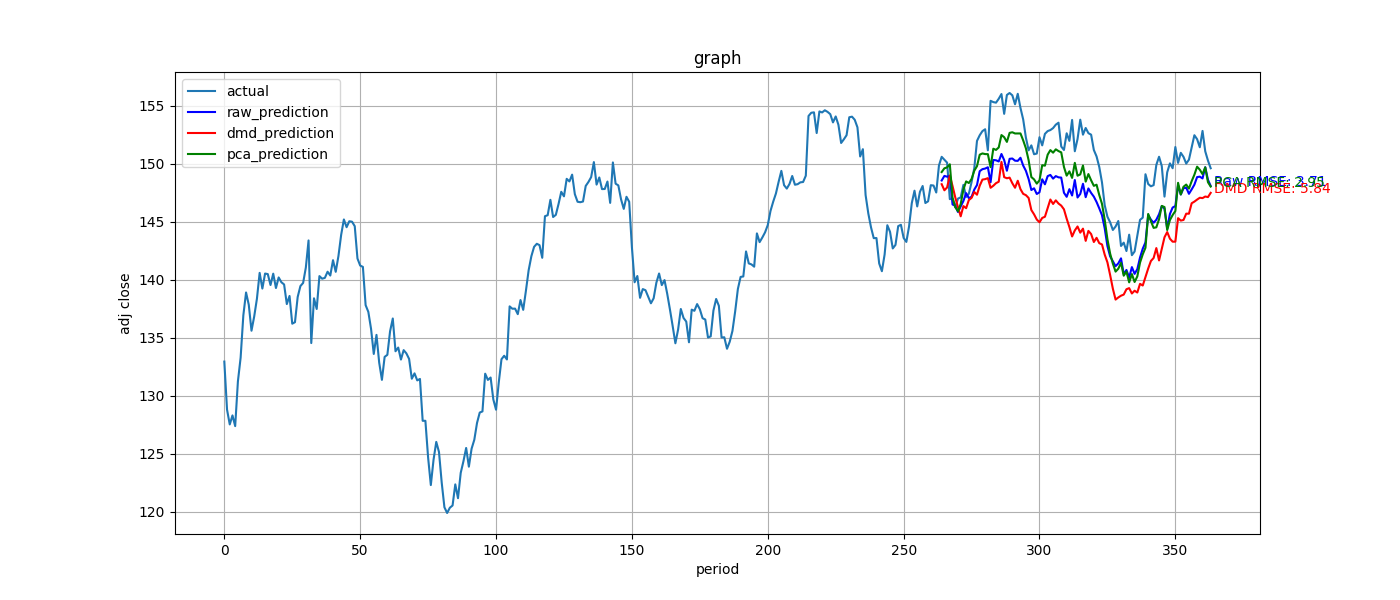 graph
actual
raw_prediction
dmd_prediction
pca_prediction
155
150
145
140
135
130
125
120
adj close
RMSE:
DMD RMSE: 5.84
0 50 100 150 200 250 300 350
period